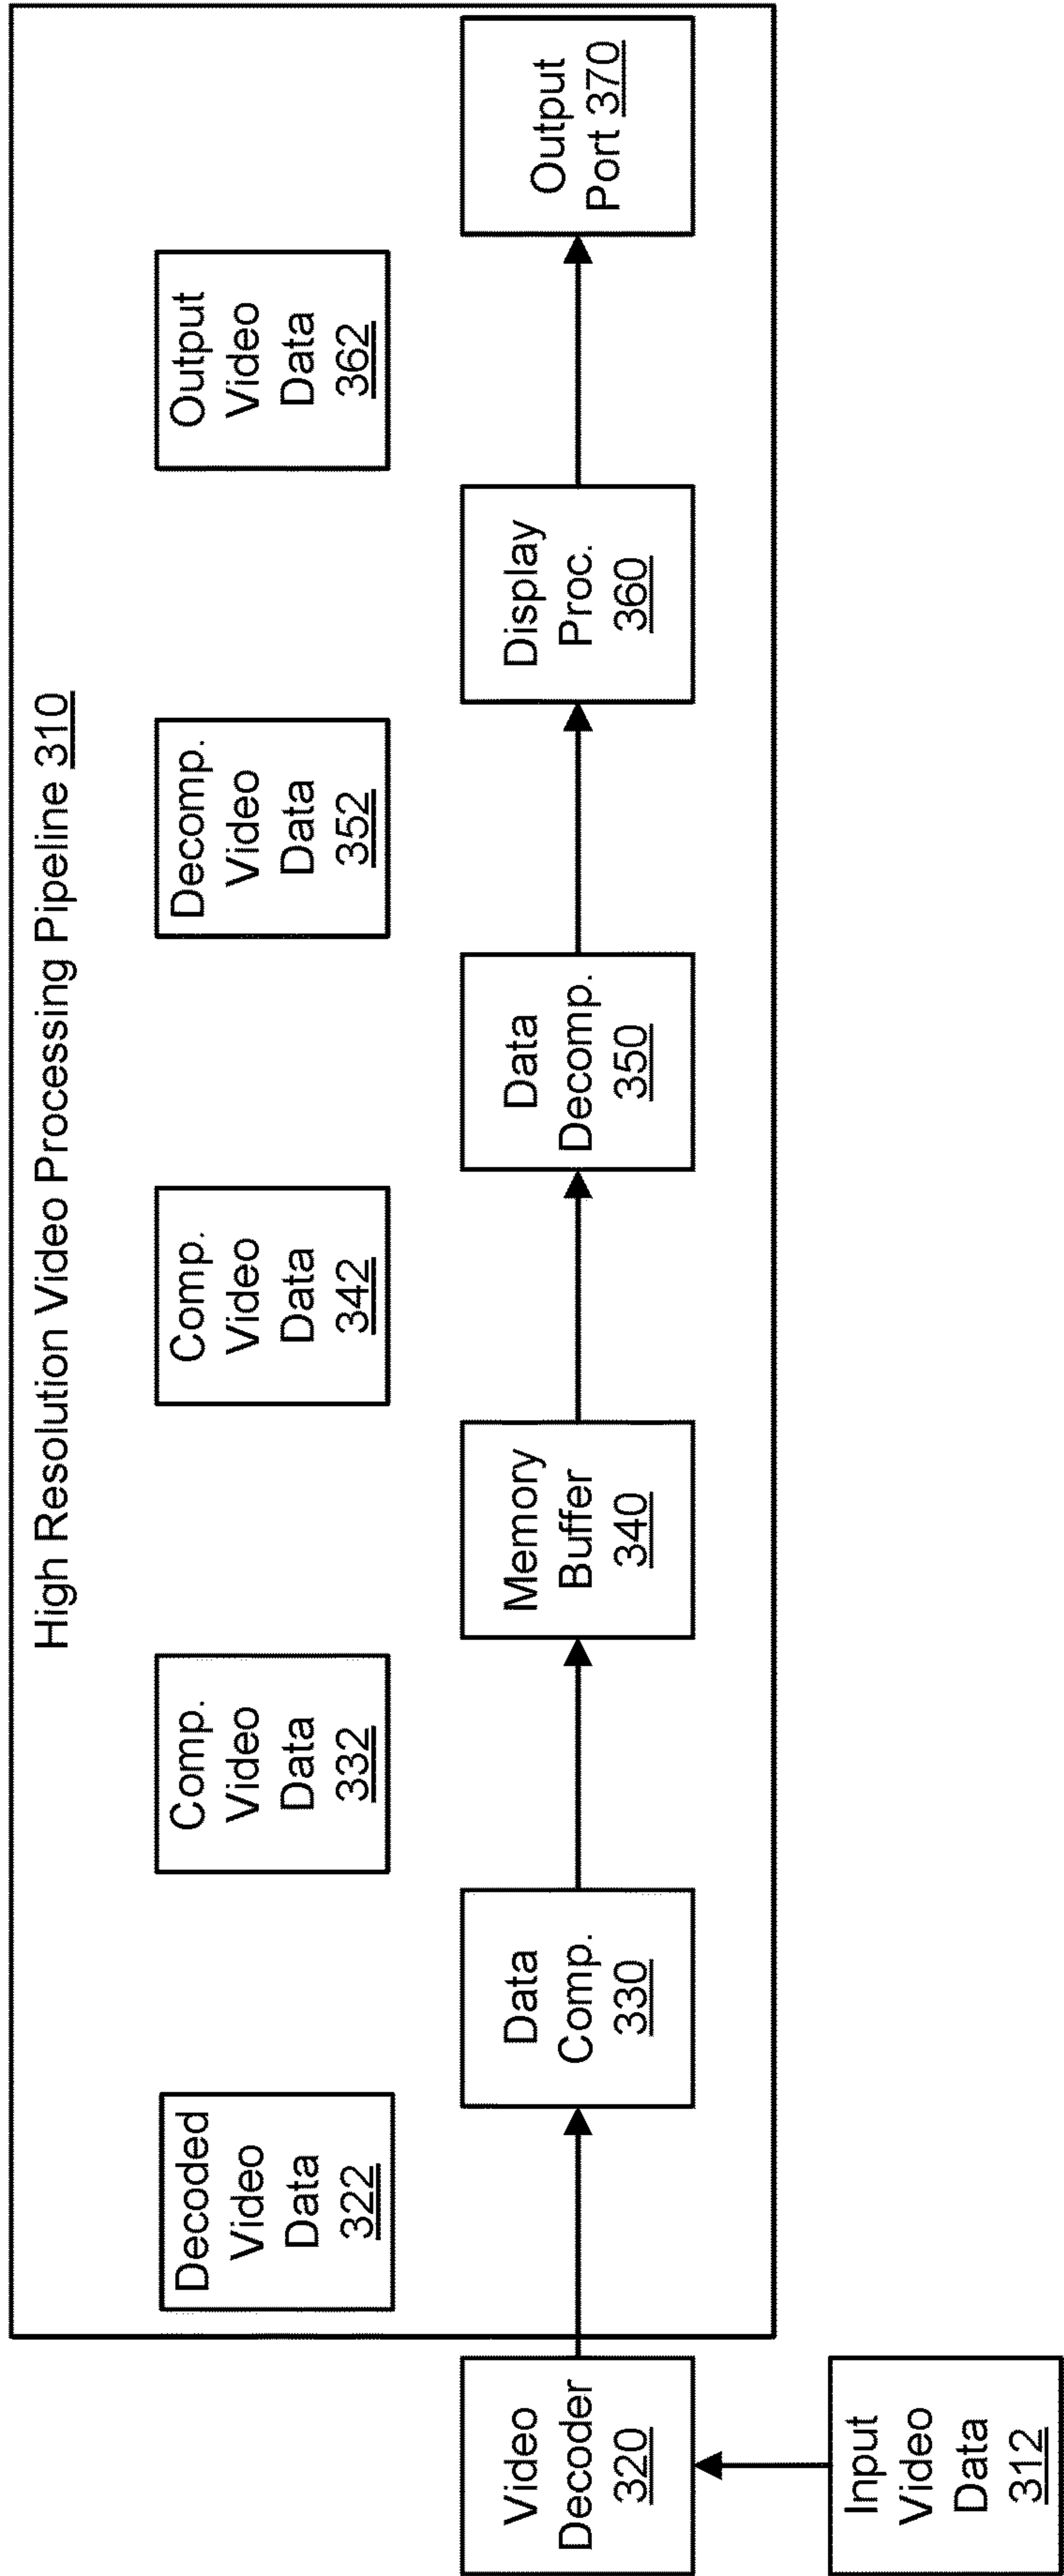 High Resolution Video Processing Pipeline 310
Decoded
Video
Data
322
Comp.
Video
Data
332
Comp.
Video
Data
342
Decomp.
Video
Data
352
Output
Video
Data
362
Video
Decoder
320
Data
Comp.
330
Memory
Buffer
340
Data
Decomp.
350
Display
Proc.
360
Output
Port 370
Input
Video
Data
312